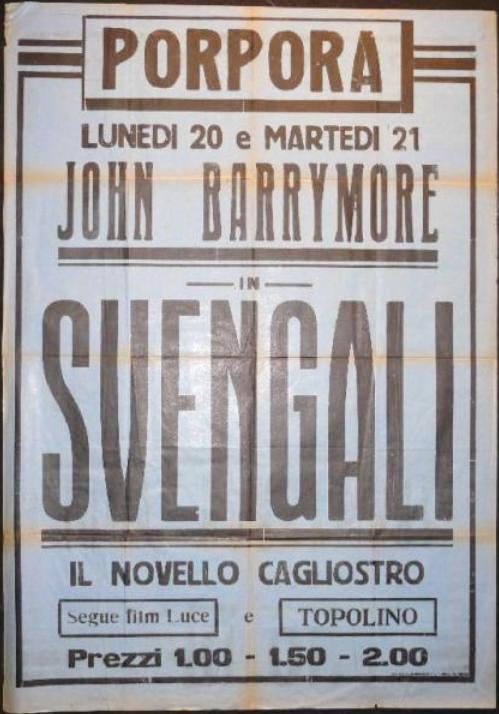 PORPORA
LUNEDI 20 e MARTEDI 21
JOHN BARRYMORE
IN
SVENGALI
IL NOVELLO CAGLIOSTRO
Segue film Luce e TOPOLINO
Prezzi 1.00 - 1.50 - 2.00